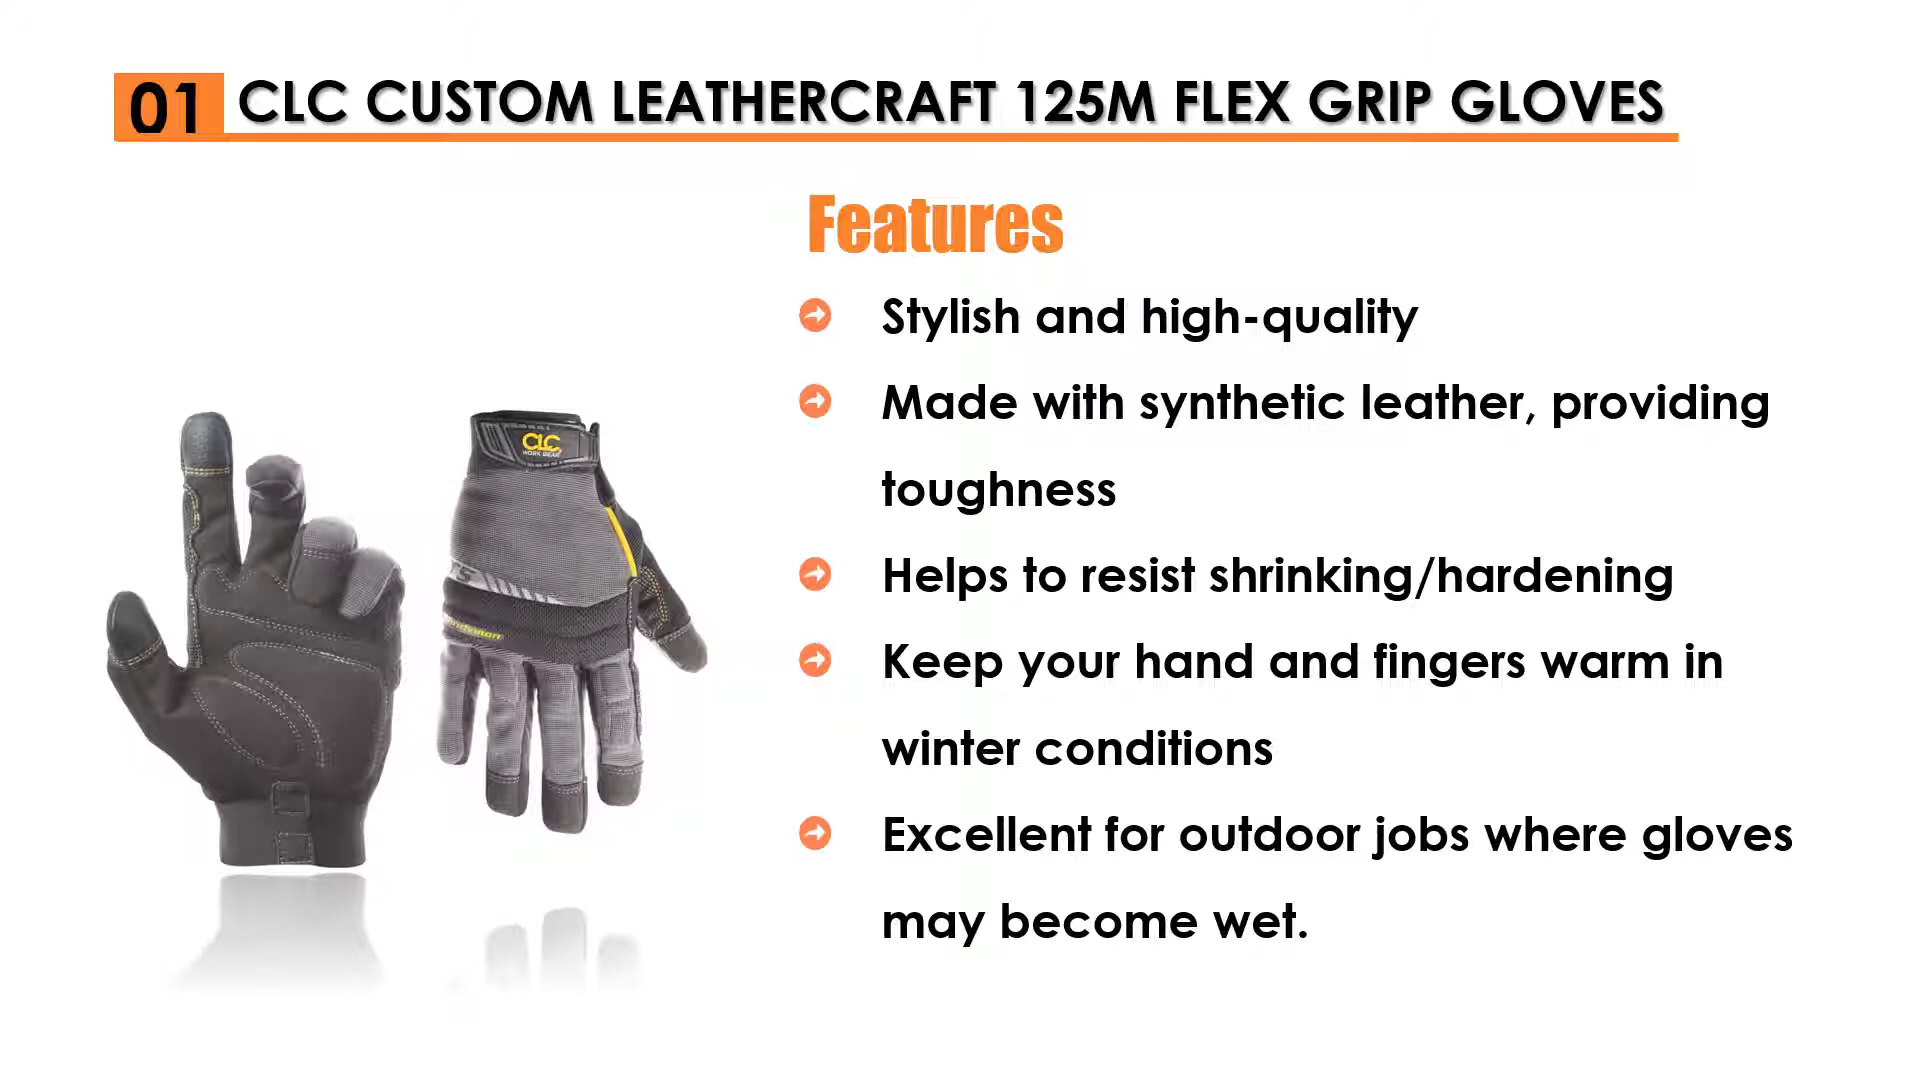 01 CLC CUSTOM LEATHERCRAFT 125M FLEX GRIP GLOVES
Features
Stylish and high-quality
Made with synthetic leather, providing
toughness
Helps to resist shrinking/hardening
Keep your hand and fingers warm in
winter conditions
Excellent for outdoor jobs where gloves
may become wet.
CLC
WORK GEAR